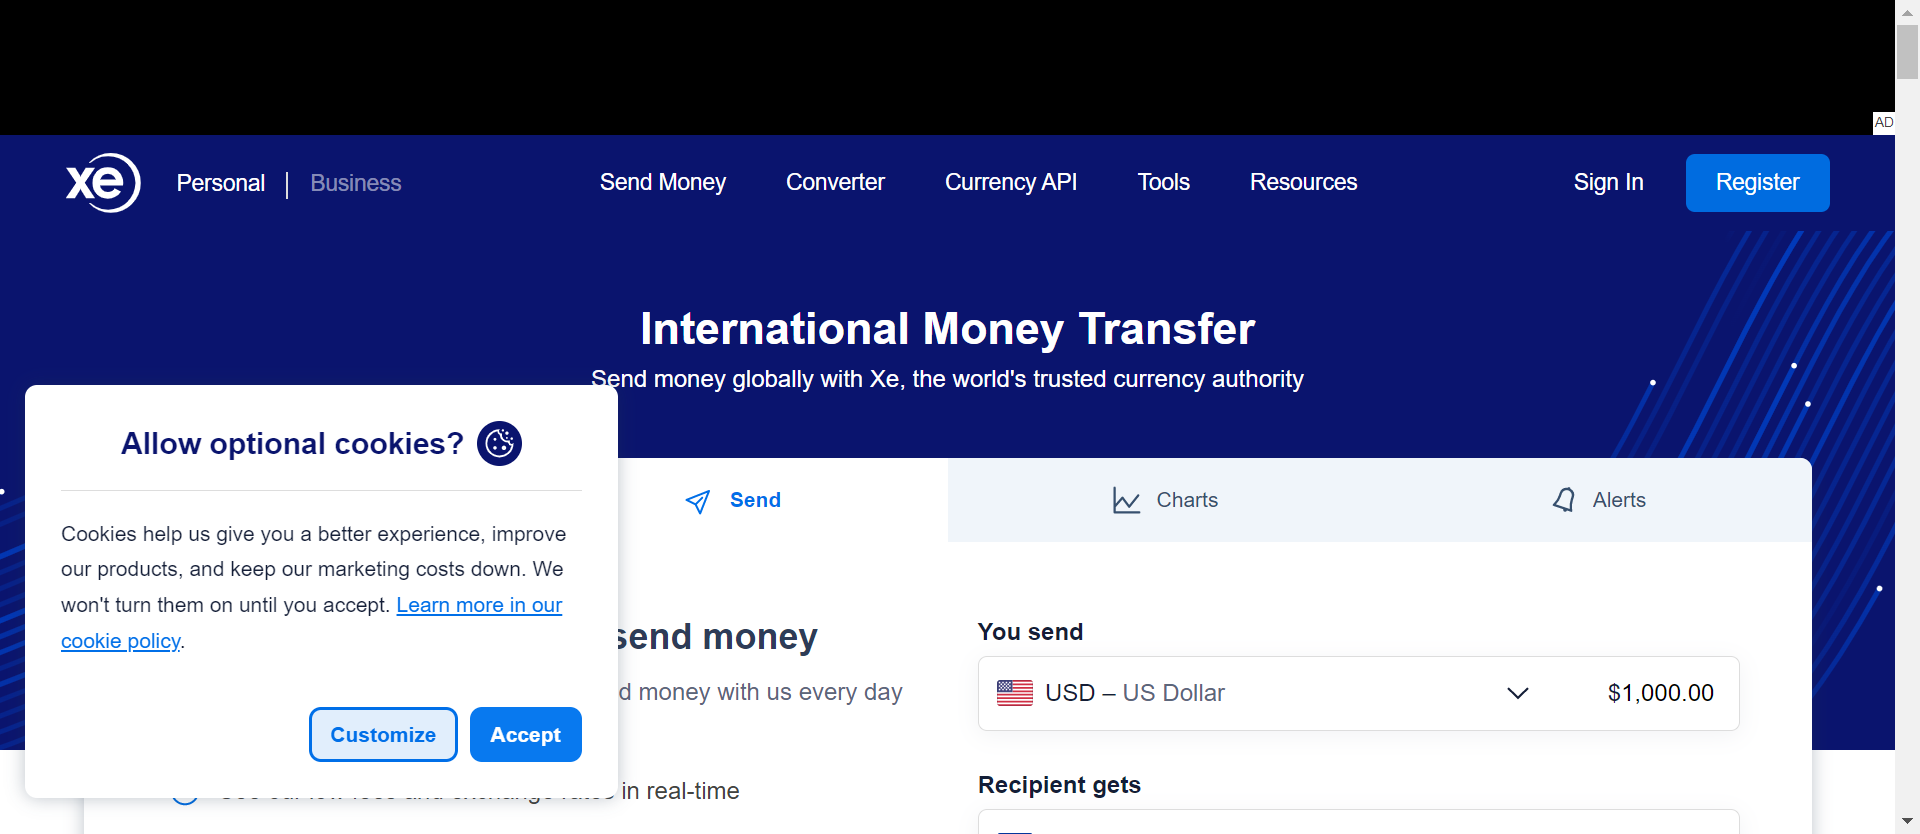 AD
xe
Personal | Business
Send Money
Converter
Currency API
Tools
Resources
Sign In
Register
International Money Transfer
Send money globally with Xe, the world's trusted currency authority
Allow optional cookies?
Cookies help us give you a better experience, improve
our products, and keep our marketing costs down. We
won't turn them on until you accept. Learn more in our
cookie policy.
Customize
Accept
Send
Charts
Alerts
send money
d money with us every day
in real-time
You send
USD – US Dollar
$1,000.00
Recipient gets